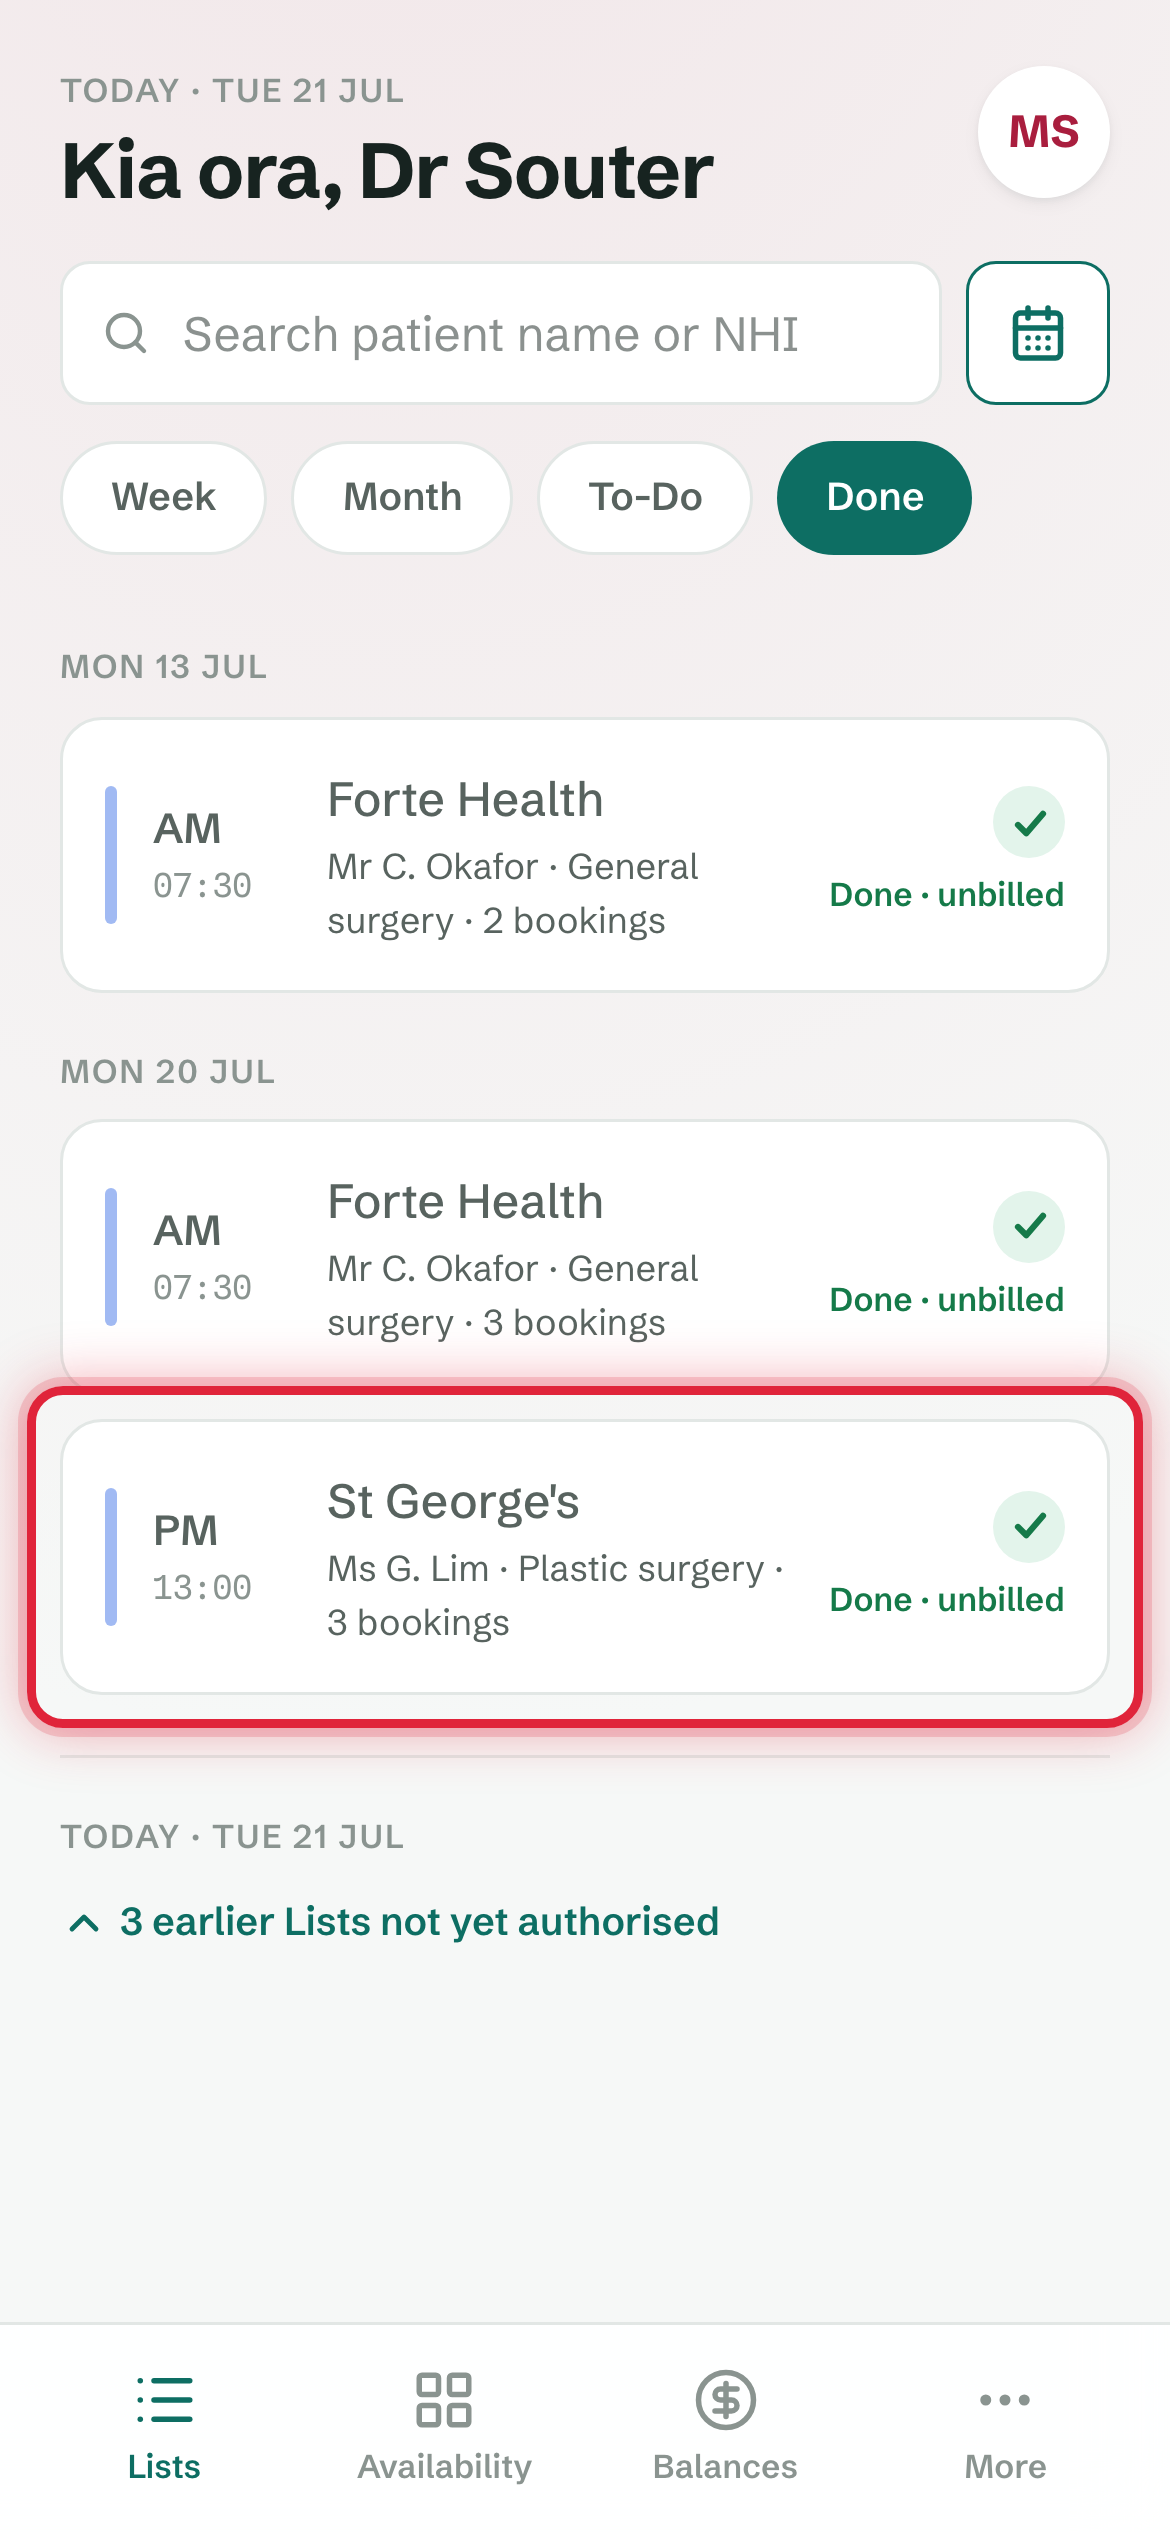 TODAY · TUE 21 JUL
Kia ora, Dr Souter
MS
Search patient name or NHI
Week
Month
To-Do
Done
MON 13 JUL
AM
07:30
Forte Health
Mr C. Okafor · General
surgery · 2 bookings
Done · unbilled
MON 20 JUL
AM
07:30
Forte Health
Mr C. Okafor · General
surgery · 3 bookings
Done · unbilled
PM
13:00
St George's
Ms G. Lim · Plastic surgery ·
3 bookings
Done · unbilled
TODAY · TUE 21 JUL
3 earlier Lists not yet authorised
Lists
Availability
Balances
More